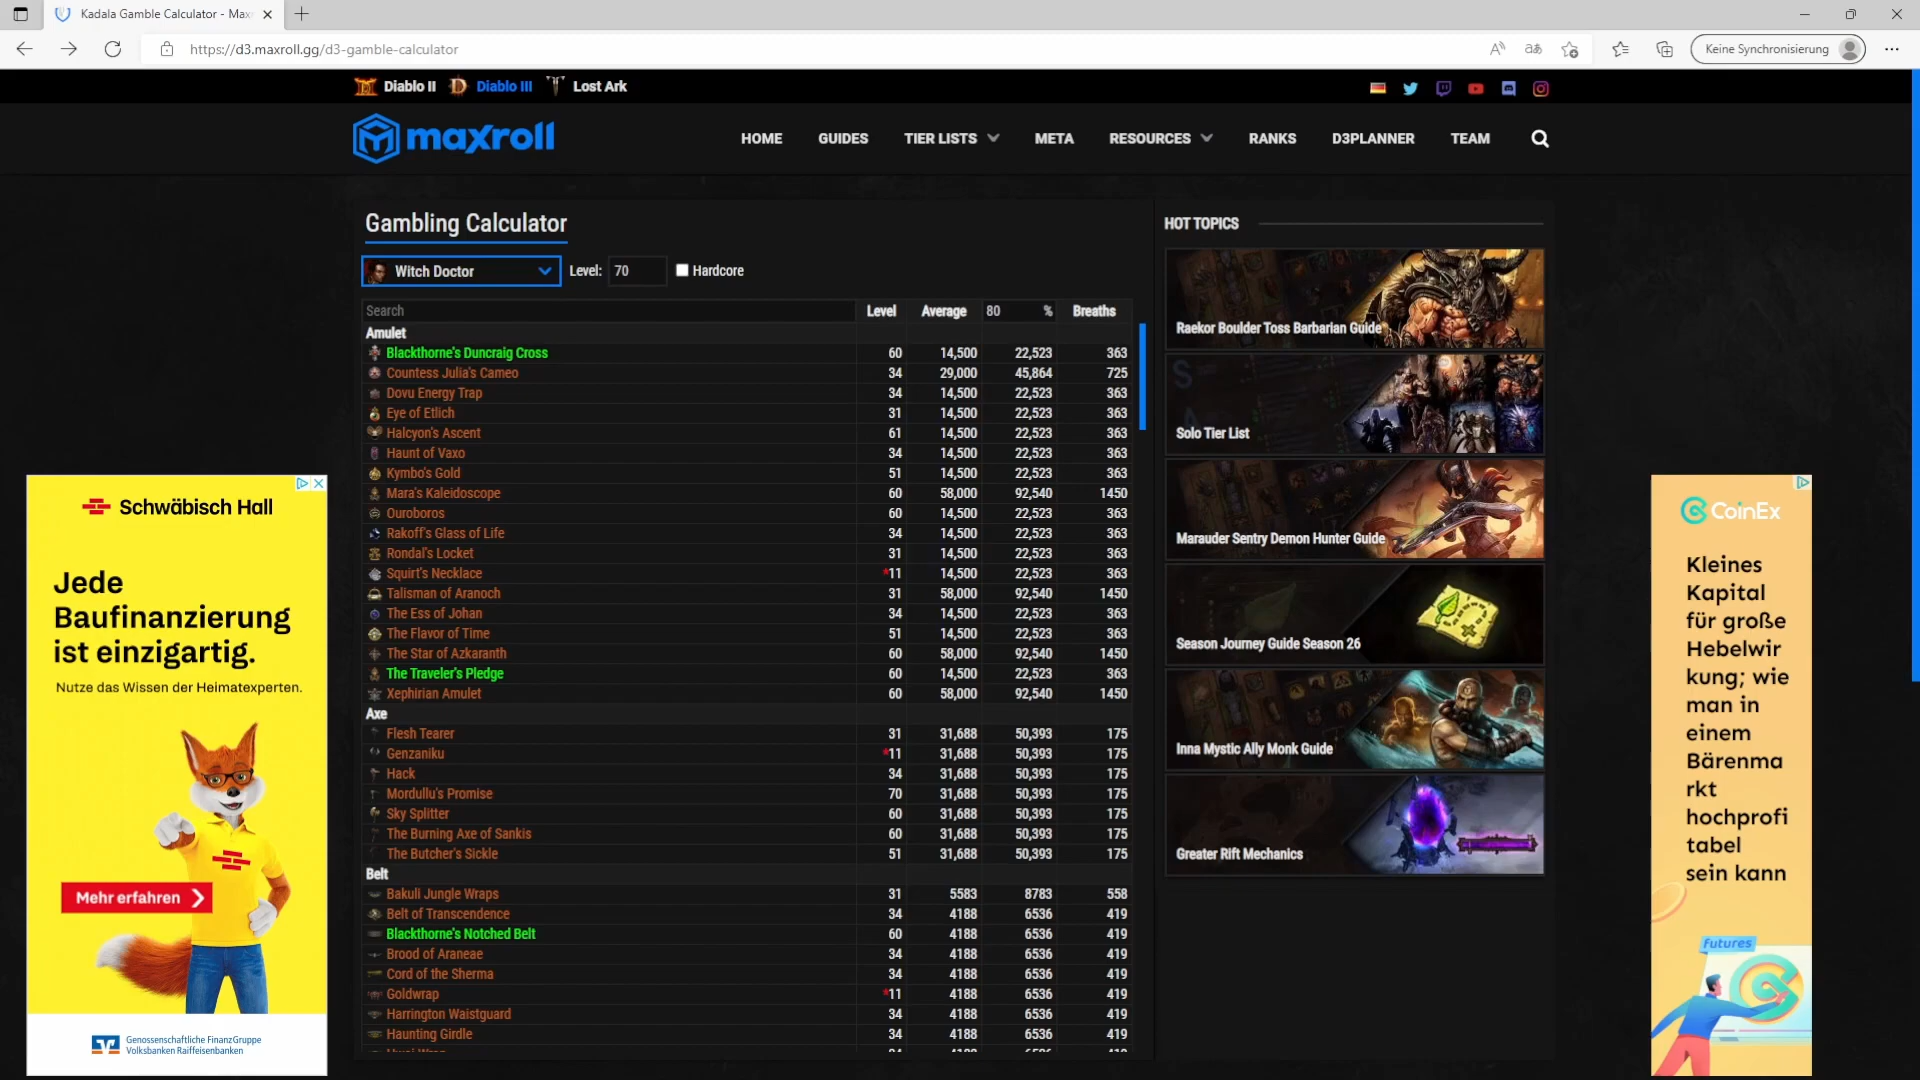 Kadala Gamble Calculator - Max
https://d3.maxroll.gg/d3-gamble-calculator
Keine Synchronisierung
Diablo II
Diablo III
Lost Ark
maxroll
HOME
GUIDES
TIER LISTS
META
RESOURCES
RANKS
D3PLANNER
TEAM
Gambling Calculator
Witch Doctor
Level: 70
Hardcore
Search Level Average 80 % Breaths
Amulet
Blackthorne's Duncraig Cross 60 14,500 22,523 363
Countess Julia's Cameo 34 29,000 45,864 725
Dovu Energy Trap 34 14,500 22,523 363
Eye of Etlich 31 14,500 22,523 363
Halcyon's Ascent 61 14,500 22,523 363
Haunt of Vaxo 34 14,500 22,523 363
Kymbo's Gold 51 14,500 22,523 363
Mara's Kaleidoscope 60 58,000 92,540 1450
Ouroboros 60 14,500 22,523 363
Rakoff's Glass of Life 34 14,500 22,523 363
Rondal's Locket 31 14,500 22,523 363
Squirt's Necklace *11 14,500 22,523 363
Talisman of Aranoch 31 58,000 92,540 1450
The Ess of Johan 34 14,500 22,523 363
The Flavor of Time 51 14,500 22,523 363
The Star of Azkaranth 60 58,000 92,540 1450
The Traveler's Pledge 60 14,500 22,523 363
Xephirian Amulet 60 58,000 92,540 1450
Axe
Flesh Tearer 31 31,688 50,393 175
Genzaniku *11 31,688 50,393 175
Hack 34 31,688 50,393 175
Mordullu's Promise 70 31,688 50,393 175
Sky Splitter 60 31,688 50,393 175
The Burning Axe of Sankis 60 31,688 50,393 175
The Butcher's Sickle 51 31,688 50,393 175
Belt
Bakuli Jungle Wraps 31 5583 8783 558
Belt of Transcendence 34 4188 6536 419
Blackthorne's Notched Belt 60 4188 6536 419
Brood of Araneae 34 4188 6536 419
Cord of the Sherma 34 4188 6536 419
Goldwrap *11 4188 6536 419
Harrington Waistguard 34 4188 6536 419
Haunting Girdle 34 4188 6536 419
HOT TOPICS
Raekor Boulder Toss Barbarian Guide
Solo Tier List
Marauder Sentry Demon Hunter Guide
Season Journey Guide Season 26
Inna Mystic Ally Monk Guide
Greater Rift Mechanics
Schwäbisch Hall
Jede
Baufinanzierung
ist einzigartig.
Nutze das Wissen der Heimatexperten.
Mehr erfahren
Genossenschaftliche FinanzGruppe
Volksbanken Raiffeisenbanken
CoinEx
Kleines
Kapital
für große
Hebelwir
kung; wie
man in
einem
Bärenma
rkt
hochprofi
tabel
sein kann
futures